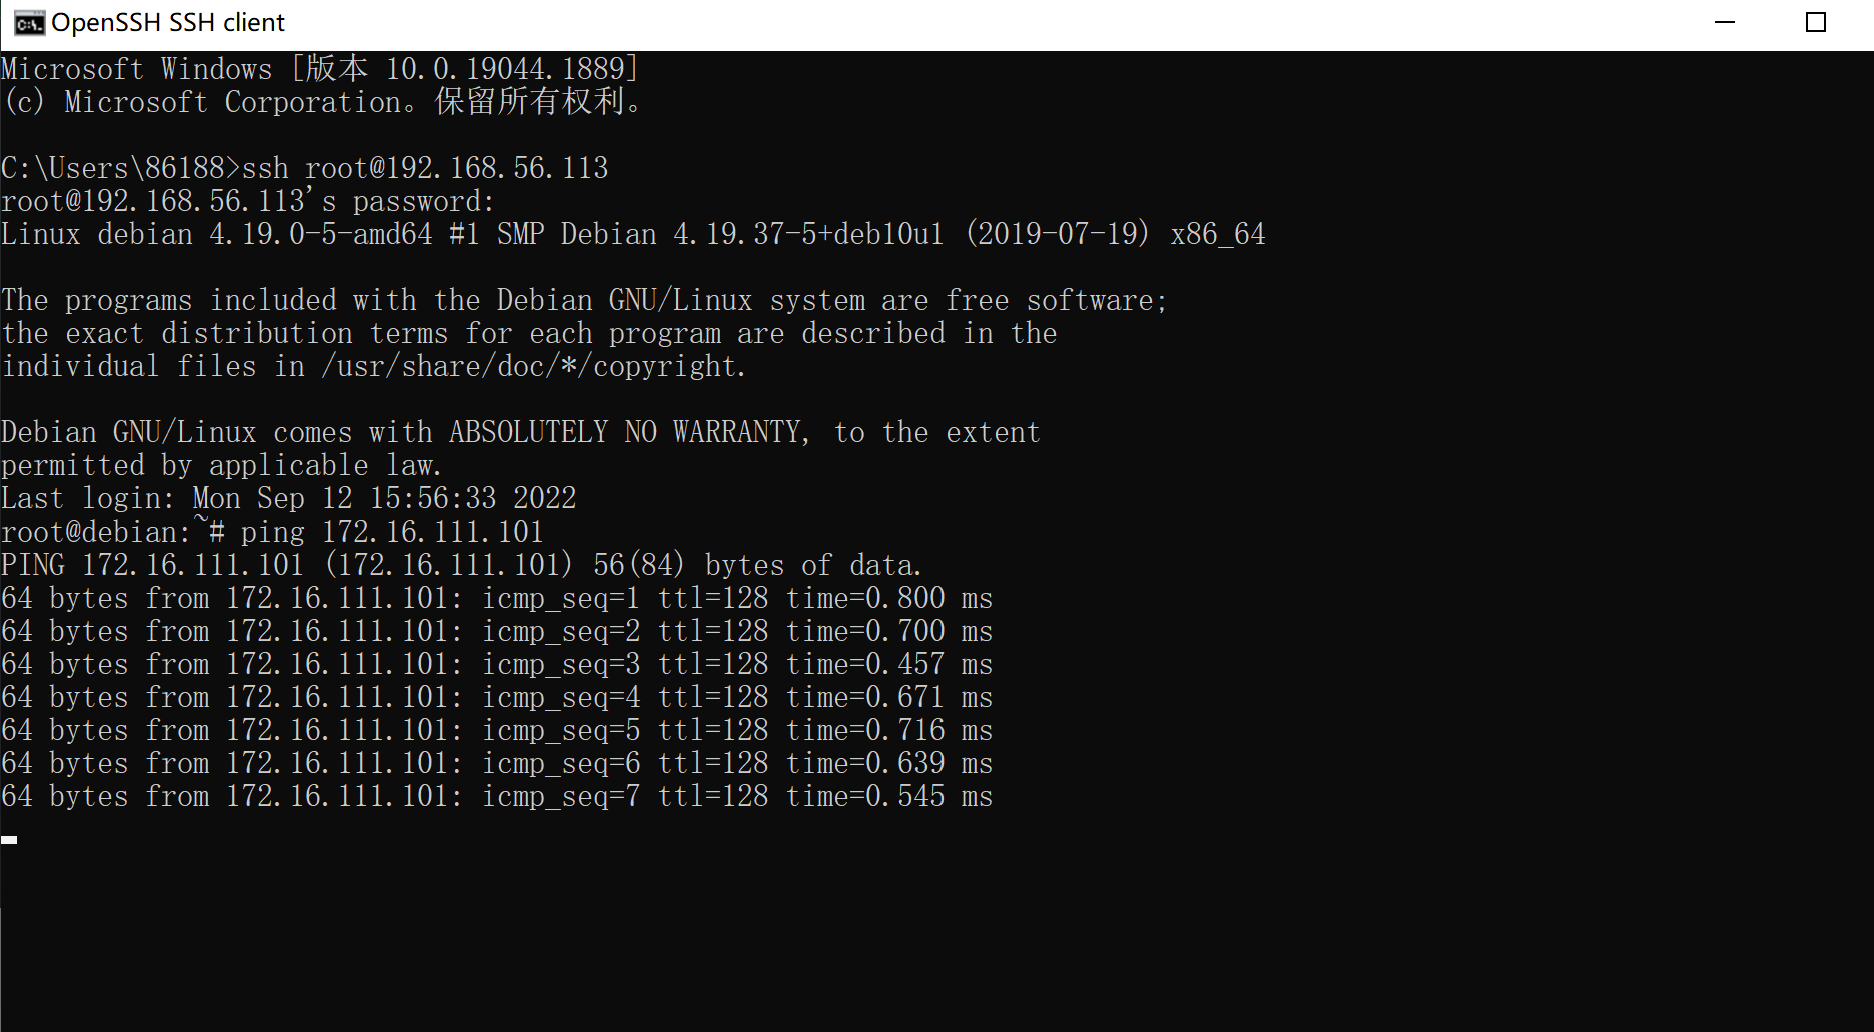 OpenSSH SSH client
Microsoft Windows [版本 10.0.19044.1889]
(c) Microsoft Corporation。保留所有权利。
C:\Users\86188>ssh root@192.168.56.113
root@192.168.56.113's password:
Linux debian 4.19.0-5-amd64 #1 SMP Debian 4.19.37-5+deb10u1 (2019-07-19) x86_64
The programs included with the Debian GNU/Linux system are free software;
the exact distribution terms for each program are described in the
individual files in /usr/share/doc/*/copyright.
Debian GNU/Linux comes with ABSOLUTELY NO WARRANTY, to the extent
permitted by applicable law.
Last login: Mon Sep 12 15:56:33 2022
root@debian:~# ping 172.16.111.101
PING 172.16.111.101 (172.16.111.101) 56(84) bytes of data.
64 bytes from 172.16.111.101: icmp_seq=1 ttl=128 time=0.800 ms
64 bytes from 172.16.111.101: icmp_seq=2 ttl=128 time=0.700 ms
64 bytes from 172.16.111.101: icmp_seq=3 ttl=128 time=0.457 ms
64 bytes from 172.16.111.101: icmp_seq=4 ttl=128 time=0.671 ms
64 bytes from 172.16.111.101: icmp_seq=5 ttl=128 time=0.716 ms
64 bytes from 172.16.111.101: icmp_seq=6 ttl=128 time=0.639 ms
64 bytes from 172.16.111.101: icmp_seq=7 ttl=128 time=0.545 ms